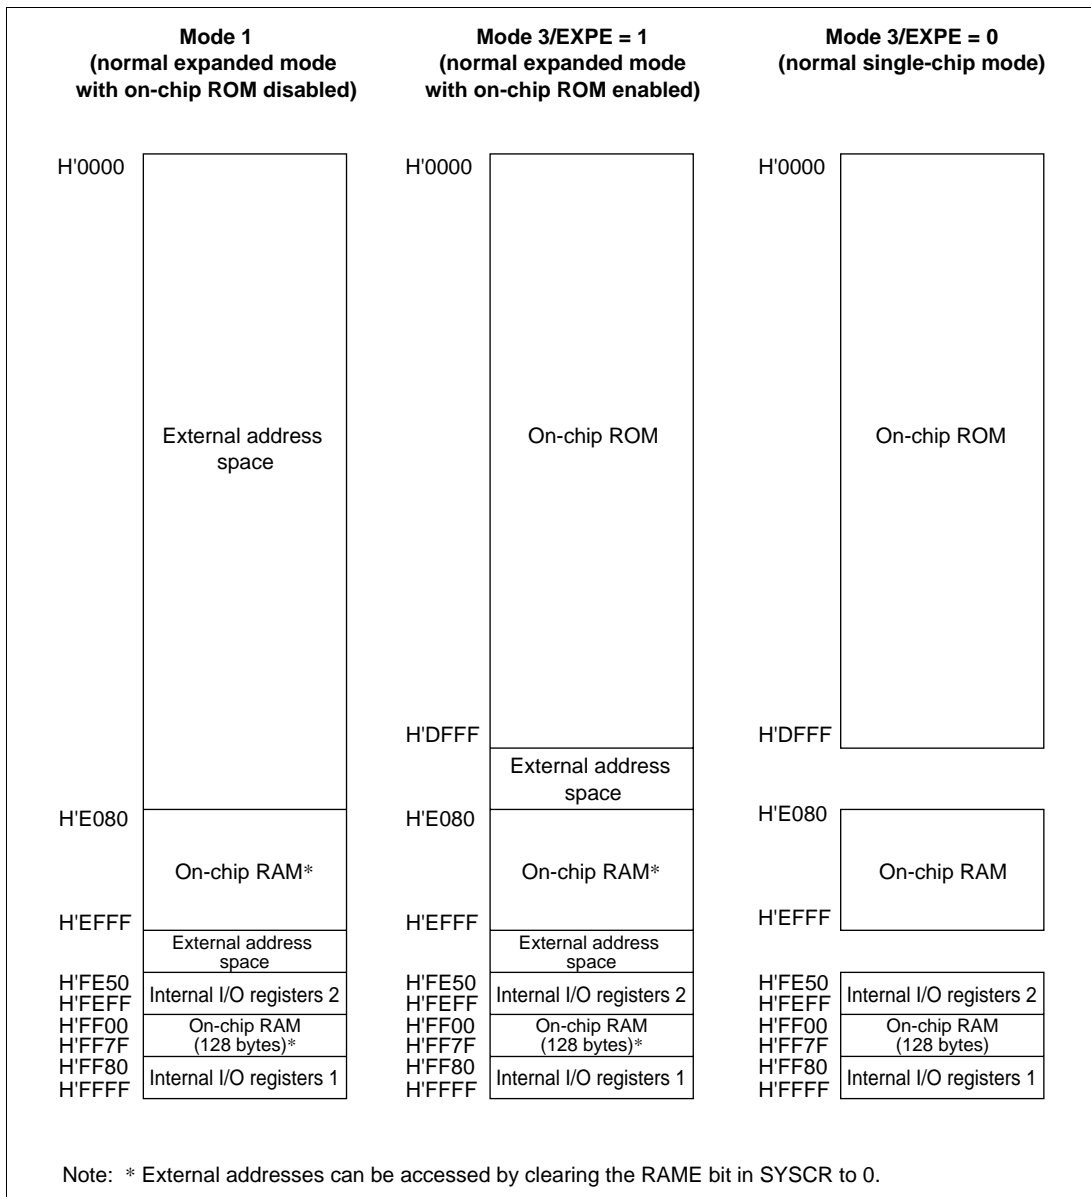 Mode 1
(normal expanded mode
with on-chip ROM disabled)
H'0000
External address
space
H'E080
On-chip RAM*
H'EFFF
External address
space
H'FE50
H'FEFF
Internal I/O registers 2
H'FF00
H'FF7F
On-chip RAM
(128 bytes)*
H'FF80
H'FFFF
Internal I/O registers 1
Mode 3/EXPE = 1
(normal expanded mode
with on-chip ROM enabled)
H'0000
On-chip ROM
H'DFFF
External address
space
H'E080
On-chip RAM*
H'EFFF
External address
space
H'FE50
H'FEFF
Internal I/O registers 2
H'FF00
H'FF7F
On-chip RAM
(128 bytes)*
H'FF80
H'FFFF
Internal I/O registers 1
Mode 3/EXPE = 0
(normal single-chip mode)
H'0000
On-chip ROM
H'DFFF
H'E080
On-chip RAM
H'EFFF
H'FE50
H'FEFF
Internal I/O registers 2
H'FF00
H'FF7F
On-chip RAM
(128 bytes)
H'FF80
H'FFFF
Internal I/O registers 1
Note: * External addresses can be accessed by clearing the RAME bit in SYSCR to 0.